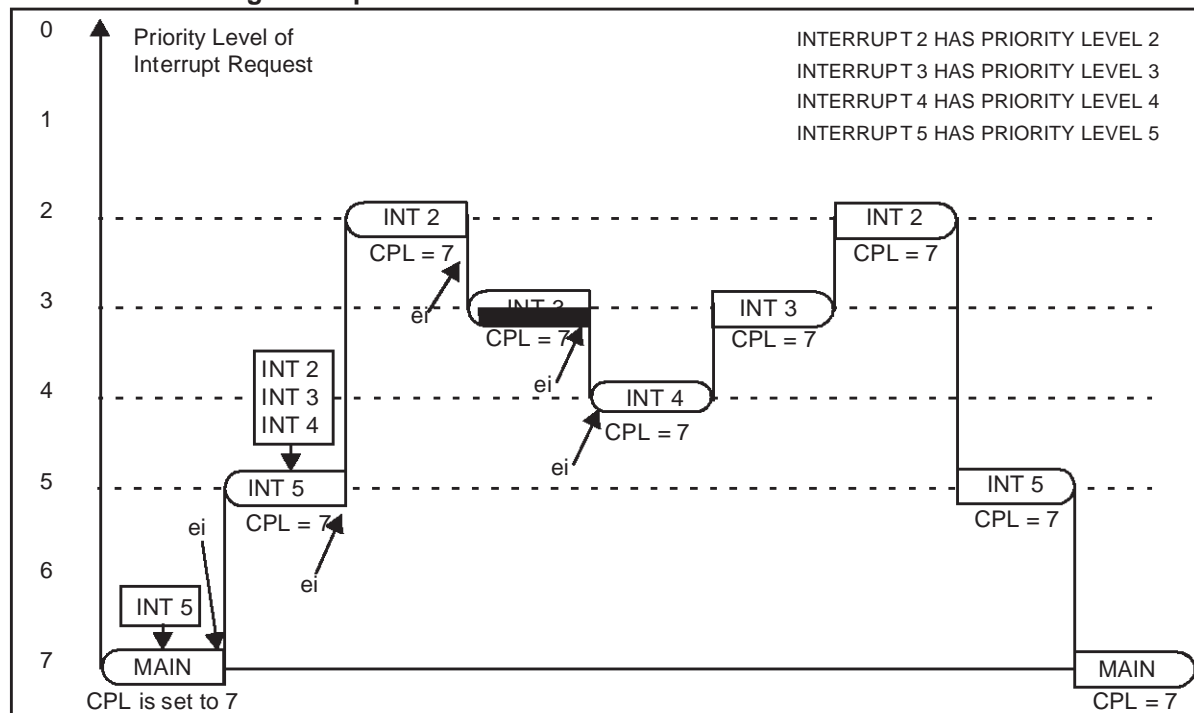 0
Priority Level of
Interrupt Request
INTERRUPT 2 HAS PRIORITY LEVEL 2
INTERRUPT 3 HAS PRIORITY LEVEL 3
INTERRUPT 4 HAS PRIORITY LEVEL 4
INTERRUPT 5 HAS PRIORITY LEVEL 5
1
2
INT 2
CPL = 7
INT 2
CPL = 7
ei
3
INT 3
CPL = 7
INT 3
CPL = 7
ei
INT 2
INT 3
INT 4
4
INT 4
CPL = 7
ei
5
INT 5
CPL = 7
INT 5
CPL = 7
ei
ei
6
INT 5
7
MAIN
CPL is set to 7
MAIN
CPL = 7